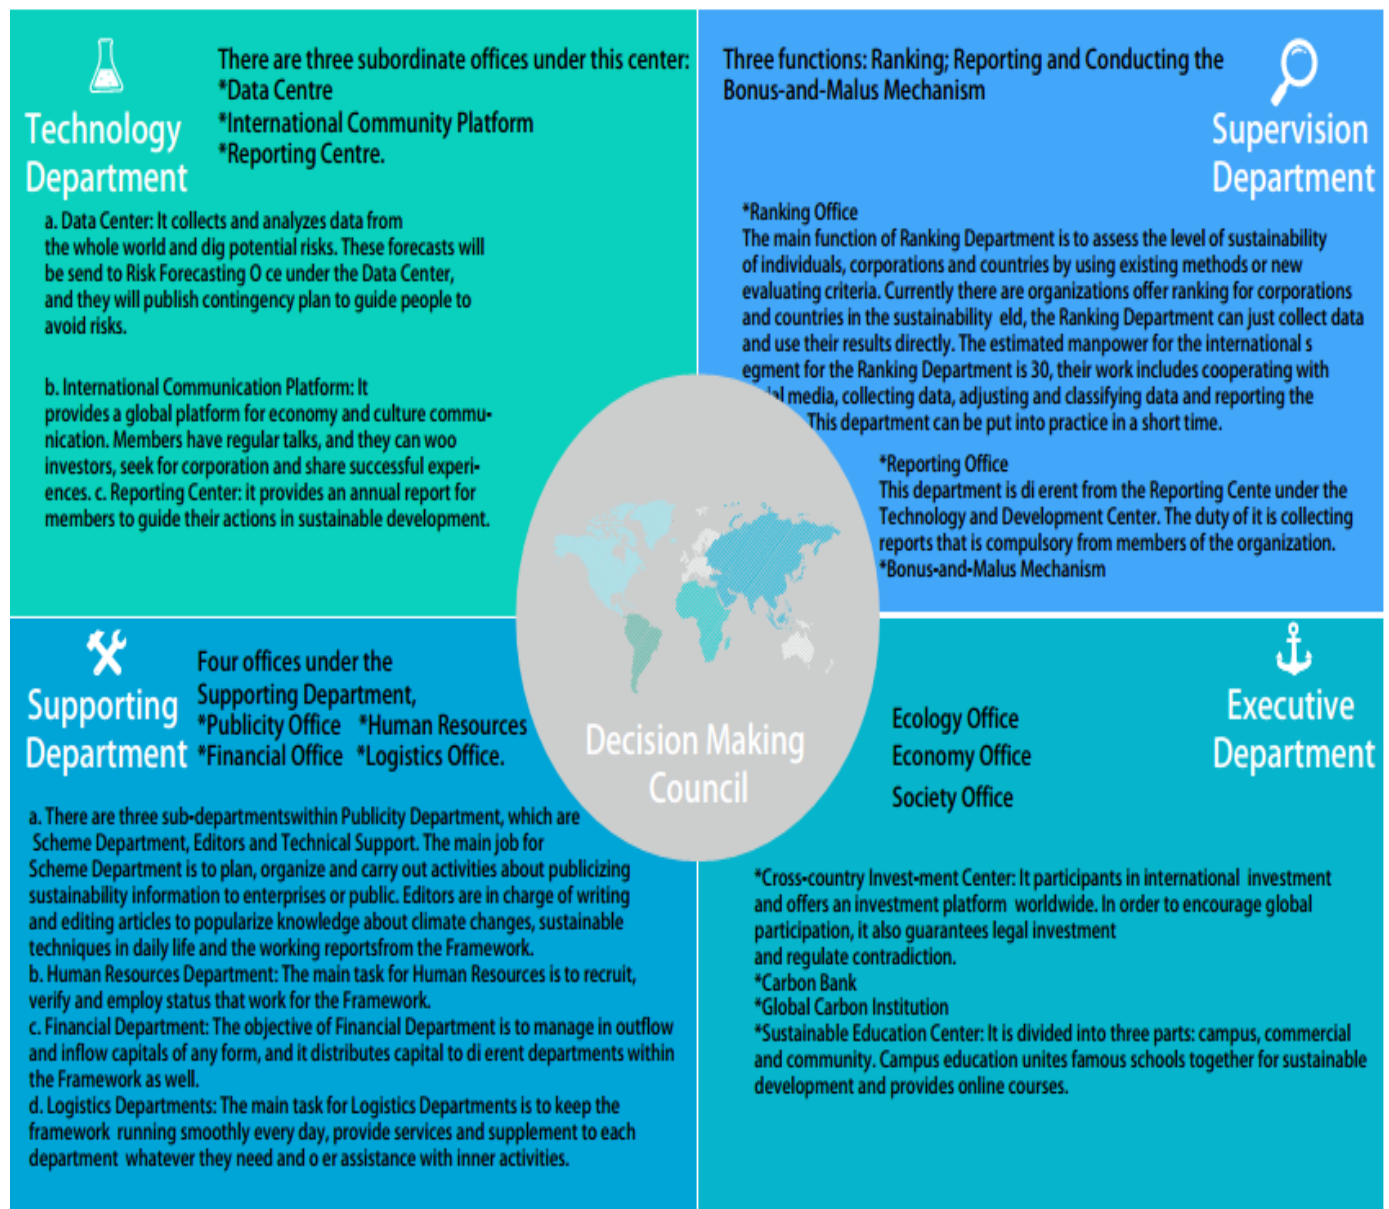 Technology
Department
There are three subordinate offices under this center:
*Data Centre
*International Community Platform
*Reporting Centre.
a. Data Center: It collects and analyzes data from
the whole world and dig potential risks. These forecasts will
be send to Risk Forecasting O ce under the Data Center,
and they will publish contingency plan to guide people to
avoid risks.
b. International Communication Platform: It
provides a global platform for economy and culture commu-
nication. Members have regular talks, and they can woo
investors, seek for corporation and share successful experi-
ences. c. Reporting Center: it provides an annual report for
members to guide their actions in sustainable development.
Three functions: Ranking; Reporting and Conducting the
Bonus-and-Malus Mechanism
Supervision
Department
*Ranking Office
The main function of Ranking Department is to assess the level of sustainability
of individuals, corporations and countries by using existing methods or new
evaluating criteria. Currently there are organizations offer ranking for corporations
and countries in the sustainability eld, the Ranking Department can just collect data
and use their results directly. The estimated manpower for the international s
egment for the Ranking Department is 30, their work includes cooperating with
media, collecting data, adjusting and classifying data and reporting the
This department can be put into practice in a short time.
*Reporting Office
This department is di erent from the Reporting Cente under the
Technology and Development Center. The duty of it is collecting
reports that is compulsory from members of the organization.
*Bonus-and-Malus Mechanism
Decision Making
Council
Supporting
Department
Four offices under the
Supporting Department,
*Publicity Office *Human Resources
*Financial Office *Logistics Office.
a. There are three sub-departmentswithin Publicity Department, which are
Scheme Department, Editors and Technical Support. The main job for
Scheme Department is to plan, organize and carry out activities about publicizing
sustainability information to enterprises or public. Editors are in charge of writing
and editing articles to popularize knowledge about climate changes, sustainable
techniques in daily life and the working reportsfrom the Framework.
b. Human Resources Department: The main task for Human Resources is to recruit,
verify and employ status that work for the Framework.
c. Financial Department: The objective of Financial Department is to manage in outflow
and inflow capitals of any form, and it distributes capital to di erent departments within
the Framework as well.
d. Logistics Departments: The main task for Logistics Departments is to keep the
framework running smoothly every day, provide services and supplement to each
department whatever they need and o er assistance with inner activities.
Executive
Department
Ecology Office
Economy Office
Society Office
*Cross-country Invest-ment Center: It participants in international investment
and offers an investment platform worldwide. In order to encourage global
participation, it also guarantees legal investment
and regulate contradiction.
*Carbon Bank
*Global Carbon Institution
*Sustainable Education Center: It is divided into three parts: campus, commercial
and community. Campus education unites famous schools together for sustainable
development and provides online courses.